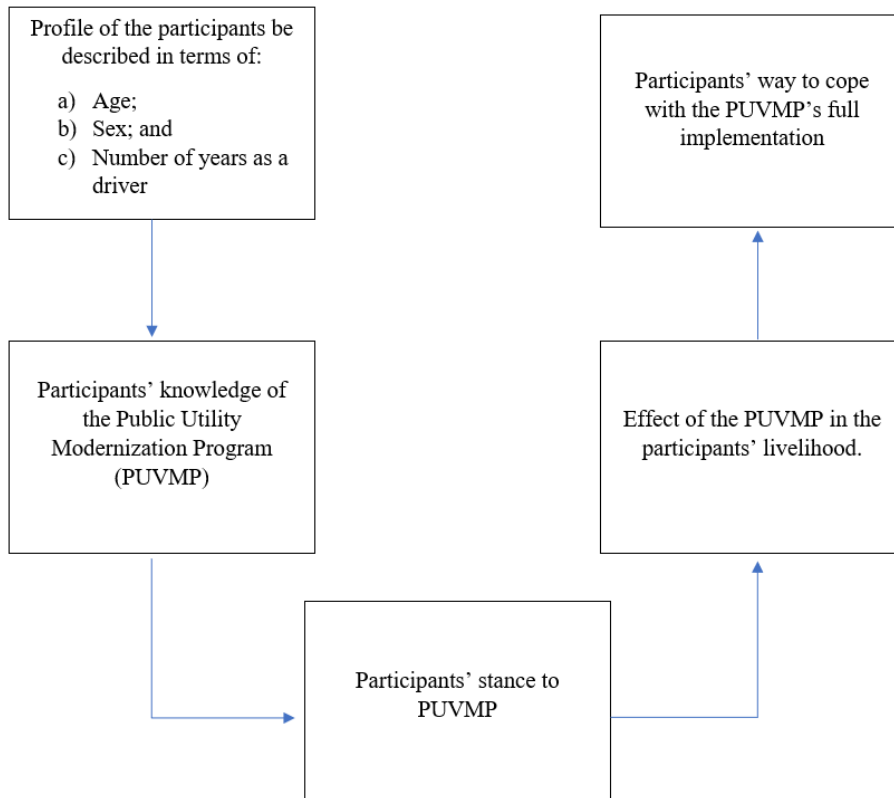 Profile of the participants be
described in terms of:
a) Age;
b) Sex; and
c) Number of years as a
driver
Participants’ knowledge of
the Public Utility
Modernization Program
(PUVMP)
Participants’ stance to
PUVMP
Effect of the PUVMP in the
participants’ livelihood.
Participants’ way to cope
with the PUVMP’s full
implementation